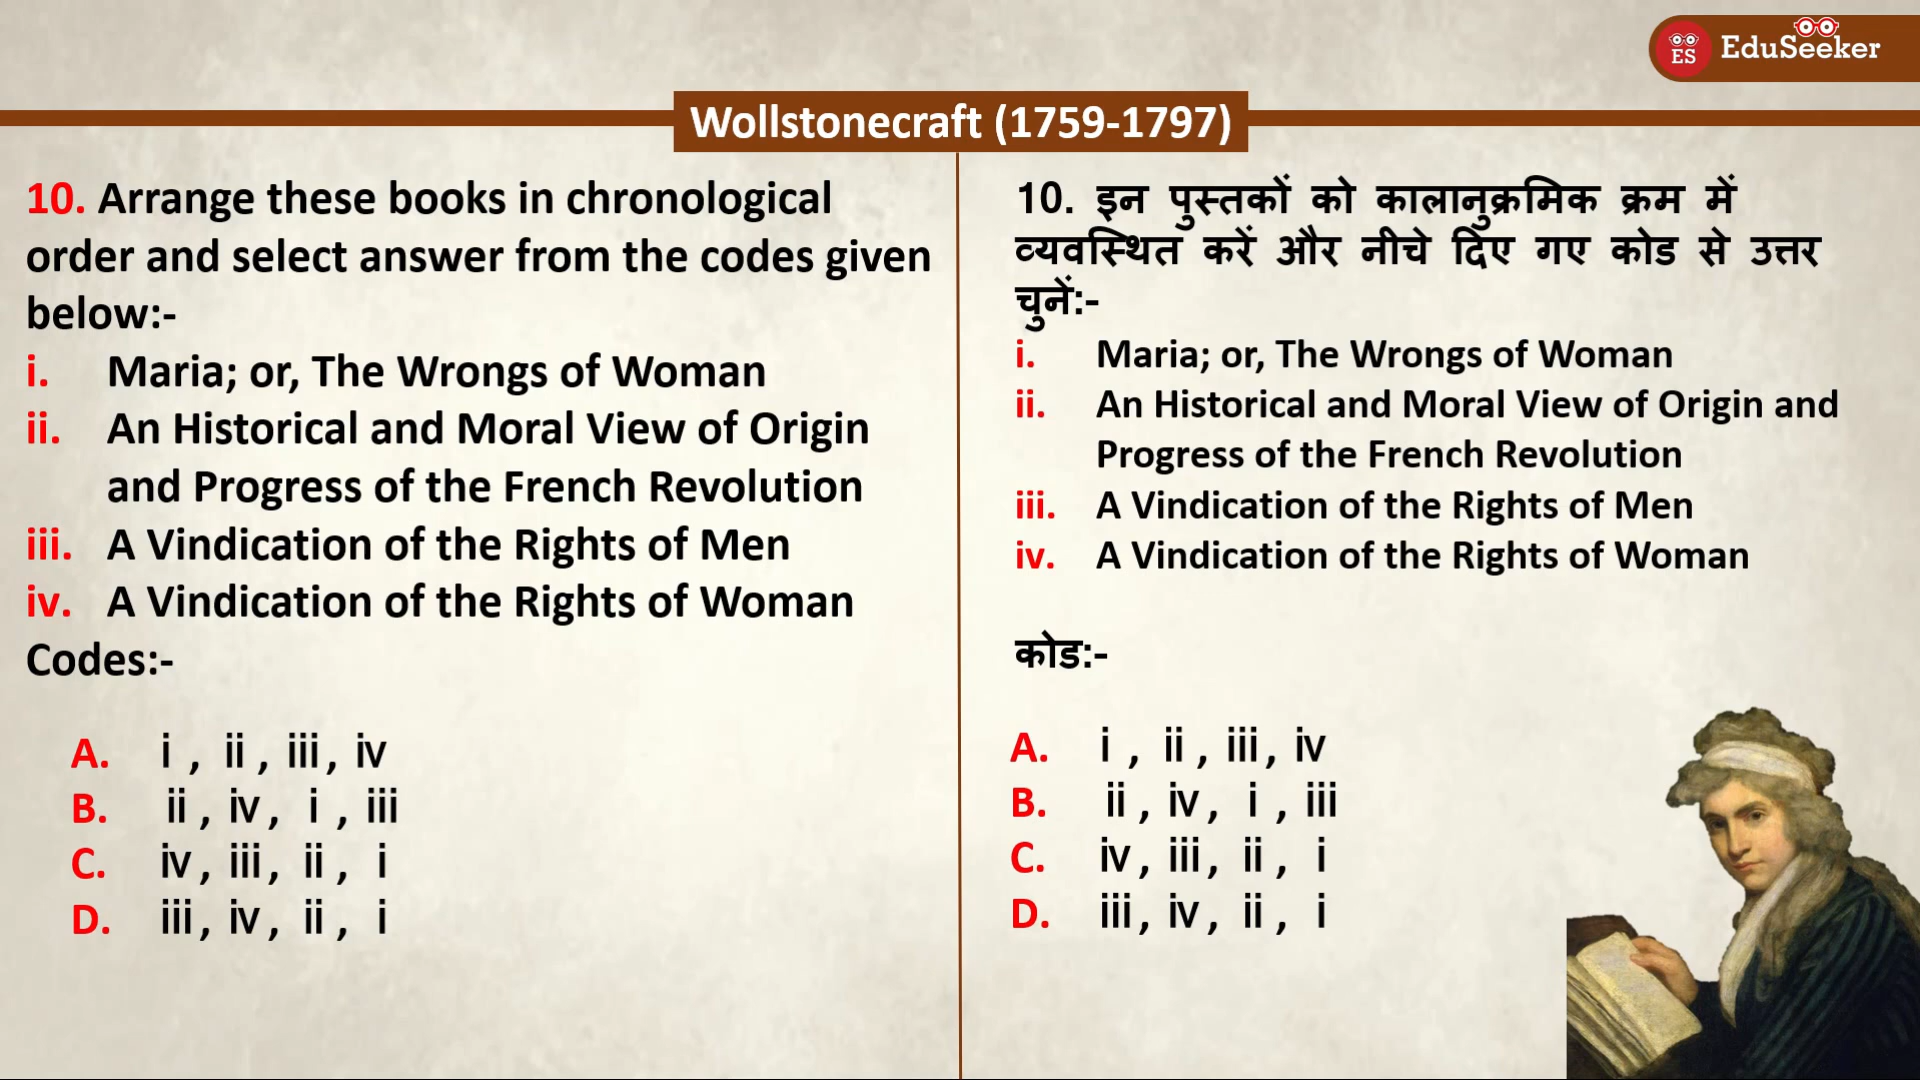 ES EduSeeker
Wollstonecraft (1759-1797)
10. Arrange these books in chronological
order and select answer from the codes given
below:-
i. Maria; or, The Wrongs of Woman
ii. An Historical and Moral View of Origin
and Progress of the French Revolution
iii. A Vindication of the Rights of Men
iv. A Vindication of the Rights of Woman
Codes:-
A. i , ii , iii , iv
B. ii , iv , i , iii
C. iv , iii , ii , i
D. iii , iv , ii , i
10. इन पुस्तकों को कालानुक्रमिक क्रम में
व्यवस्थित करें और नीचे दिए गए कोड से उत्तर
चुनें:-
i. Maria; or, The Wrongs of Woman
ii. An Historical and Moral View of Origin and
Progress of the French Revolution
iii. A Vindication of the Rights of Men
iv. A Vindication of the Rights of Woman
कोड:-
A. i , ii , iii , iv
B. ii , iv , i , iii
C. iv , iii , ii , i
D. iii , iv , ii , i